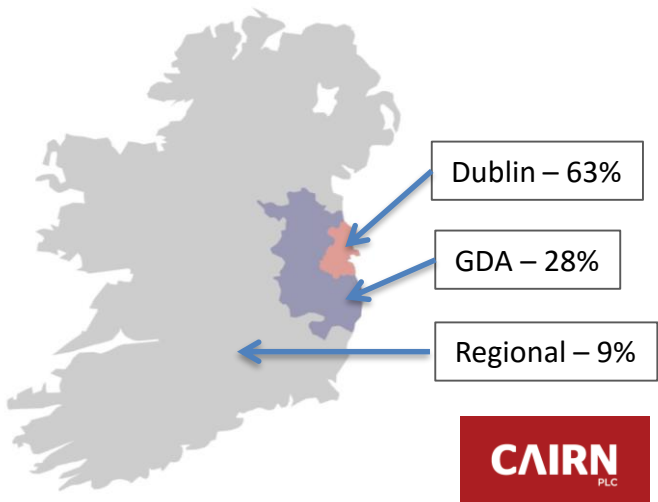 Dublin – 63%
GDA – 28%
Regional – 9%
CAIRN
PLC